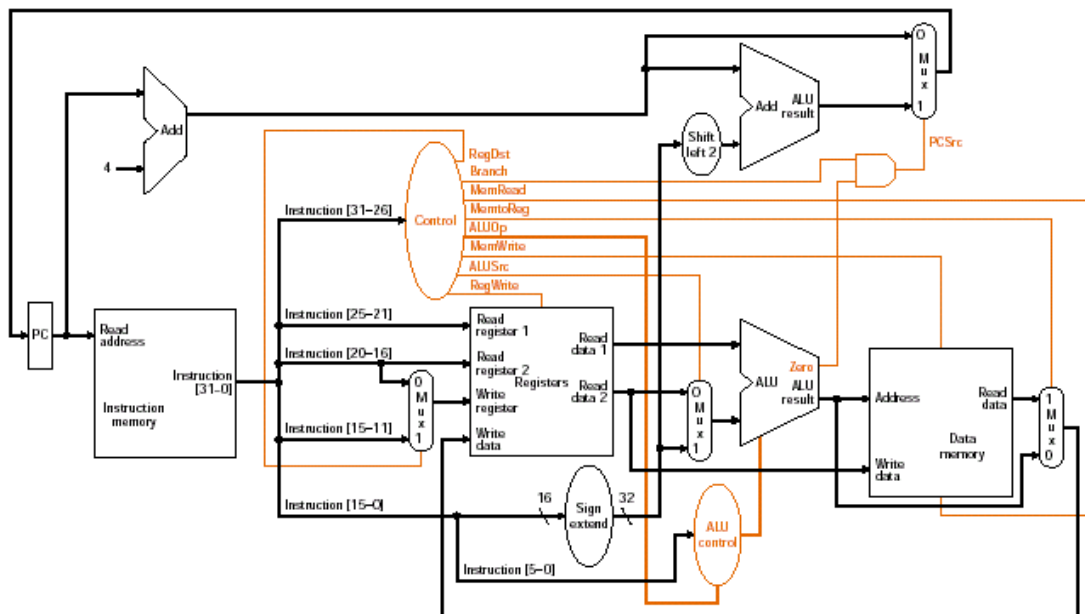 0
M
u
x
1
Add
ALU
result
Add
Shift
left 2
4
PCSrc
RegDst
Branch
MemRead
MemtoReg
ALUOp
MemWrite
ALUSrc
RegWrite
Control
Instruction [31–26]
Instruction [25–21]
Instruction [20–16]
Instruction [15–11]
Instruction [15–0]
Instruction [5–0]
PC
Read
address
Instruction
[31–0]
Instruction
memory
0
M
u
x
1
Read
register 1
Read
register 2
Write
register
Write
data
Registers
Read
data 1
Read
data 2
0
M
u
x
1
Zero
ALU
ALU
result
Address
Read
data
Data
memory
Write
data
1
M
u
x
0
16
Sign
extend
32
ALU
control